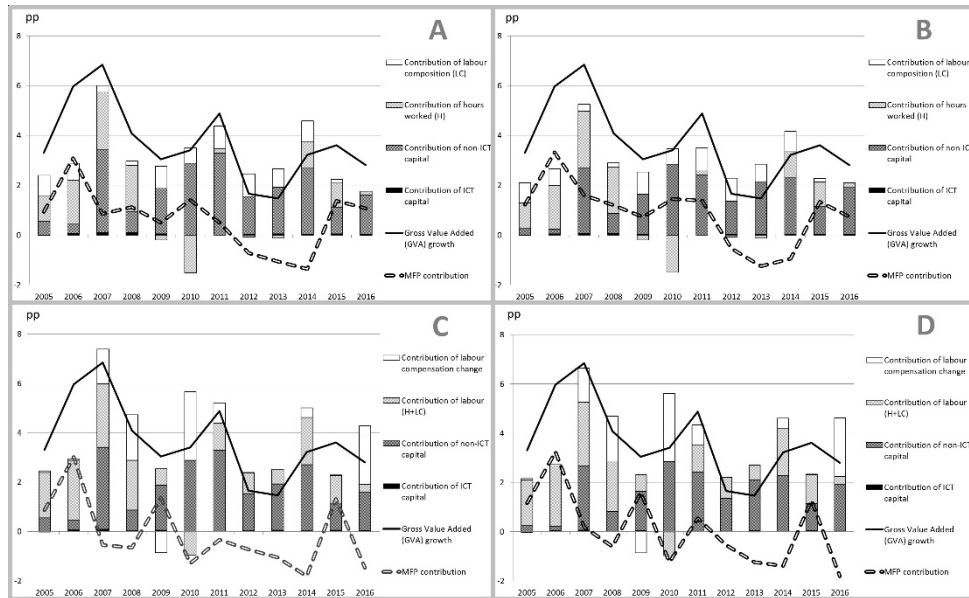 pp
A
8
6
4
2
0
-2
2005 2006 2007 2008 2009 2010 2011 2012 2013 2014 2015 2016
Contribution of labour
composition (LC)
Contribution of hours
worked (H)
Contribution of non ICT
capital
Contribution of ICT
capital
Gross Value Added
(GVA) growth
MFP contribution
pp
B
8
6
4
2
0
-2
2005 2006 2007 2008 2009 2010 2011 2012 2013 2014 2015 2016
Contribution of labour
composition (LC)
Contribution of hours
worked (H)
Contribution of non ICT
capital
Contribution of ICT
capital
Gross Value Added
(GVA) growth
MFP contribution
pp
C
8
6
4
2
0
-2
2005 2006 2007 2008 2009 2010 2011 2012 2013 2014 2015 2016
Contribution of labour
compensation change
Contribution of labour
(H+LC)
Contribution of non-ICT
capital
Contribution of ICT
capital
Gross Value Added
(GVA) growth
MFP contribution
pp
D
8
6
4
2
0
-2
2005 2006 2007 2008 2009 2010 2011 2012 2013 2014 2015 2016
Contribution of labour
compensation change
Contribution of labour
(H+LC)
Contribution of non-ICT
capital
Contribution of ICT
capital
Gross Value Added
(GVA) growth
MFP contribution